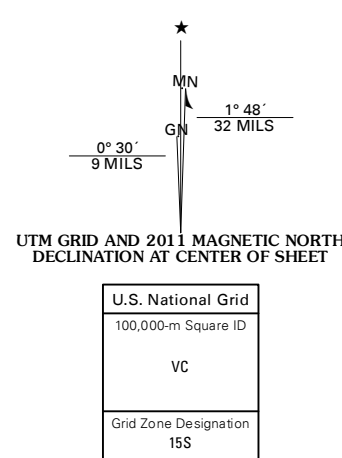 ★
MN
1° 48´
32 MILS
GN
0° 30´
9 MILS
UTM GRID AND 2011 MAGNETIC NORTH
DECLINATION AT CENTER OF SHEET
U.S. National Grid
100,000-m Square ID
VC
Grid Zone Designation
15S